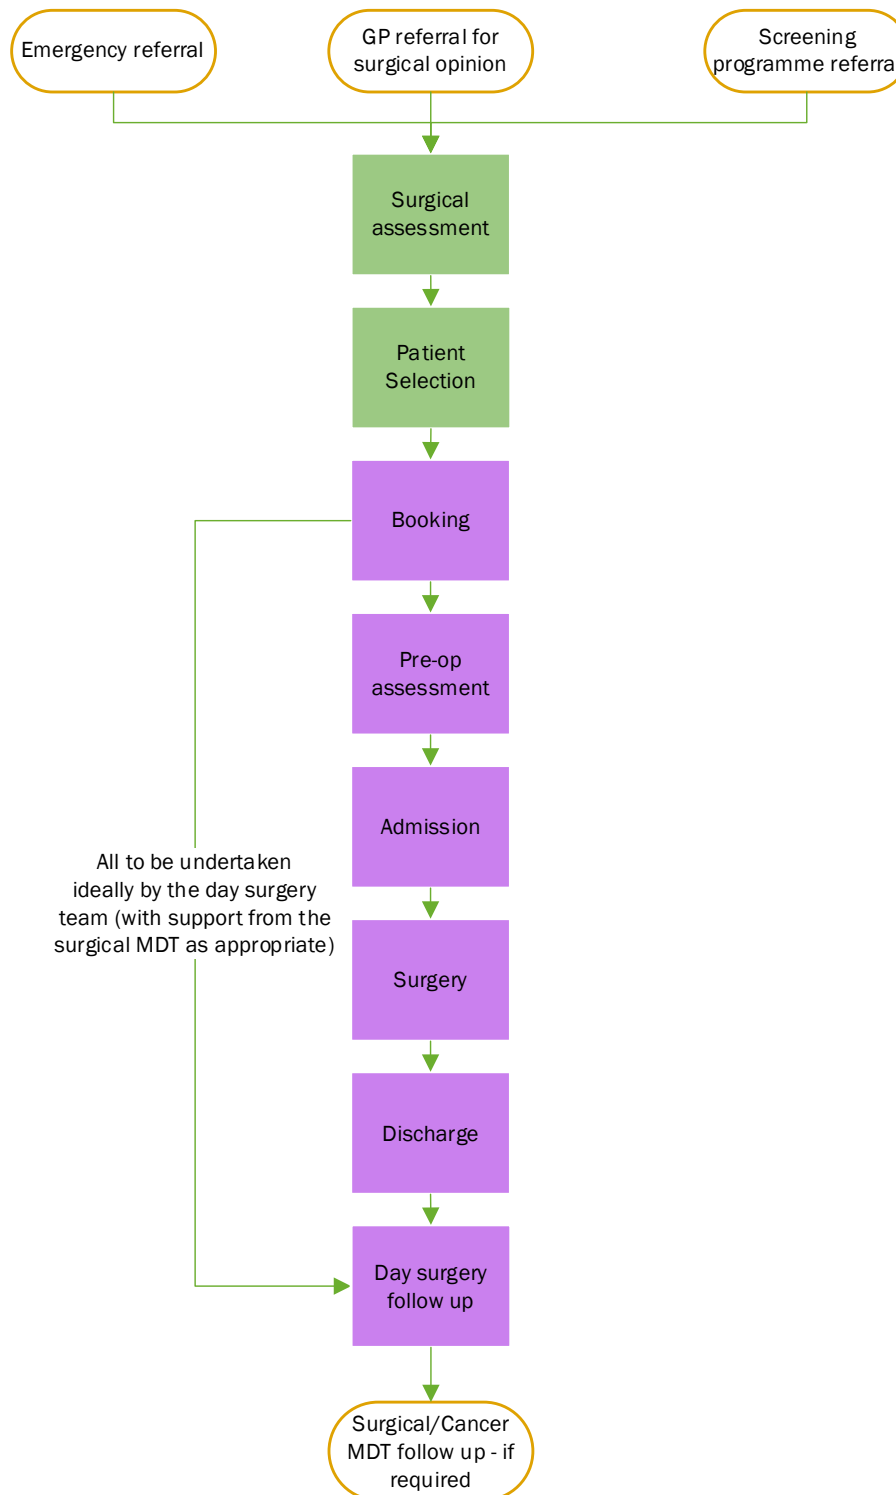 Emergency referral
GP referral for
surgical opinion
Screening
programme referral
Surgical
assessment
Patient
Selection
Booking
Pre-op
assessment
Admission
All to be undertaken
ideally by the day surgery
team (with support from the
surgical MDT as appropriate)
Surgery
Discharge
Day surgery
follow up
Surgical/Cancer
MDT follow up - if
required